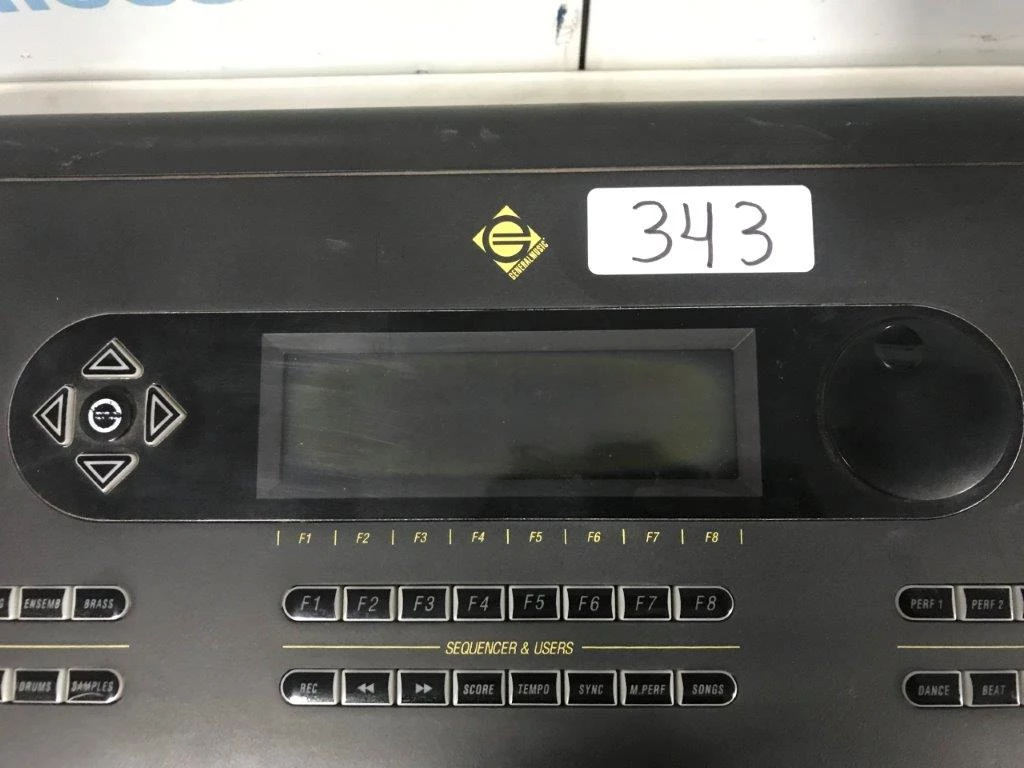 343
GENERALMUSIC
F1 F2 F3 F4 F5 F6 F7 F8
ENSEMB BRASS F1 F2 F3 F4 F5 F6 F7 F8 PERF 1 PERF 2
SEQUENCER & USERS
DRUMS SAMPLES REC SCORE TEMPO SYNC M.PERF SONGS DANCE BEAT